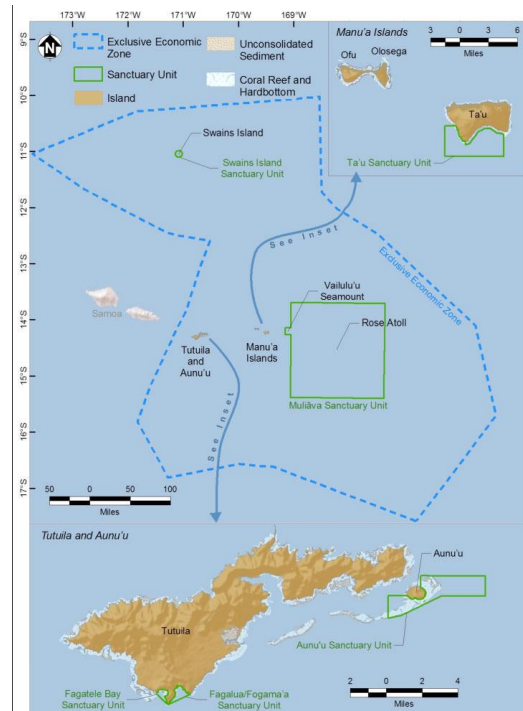 173°W
172°W
171°W
170°W
169°W
9°S
10°S
11°S
12°S
13°S
14°S
15°S
16°S
17°S
N
Exclusive Economic
Zone
Sanctuary Unit
Island
Unconsolidated
Sediment
Coral Reef and
Hardbottom
Manu'a Islands
3 0 3 6
Miles
Ofu
Olosega
Ta'u
Ta'u Sanctuary Unit
Swains Island
Swains Island
Sanctuary Unit
See Inset
Exclusive Economic Zone
Samoa
Vailulu'u
Seamount
Rose Atoll
Tutuila
and
Aunu'u
Manu'a
Islands
Muliāva Sanctuary Unit
See Inset
50 0 50 100
Miles
Tutuila and Aunu'u
Aunu'u
Tutuila
Aunu'u Sanctuary Unit
Fagatele Bay
Sanctuary Unit
Fagalua/Fogama'a
Sanctuary Unit
2 0 2 4
Miles